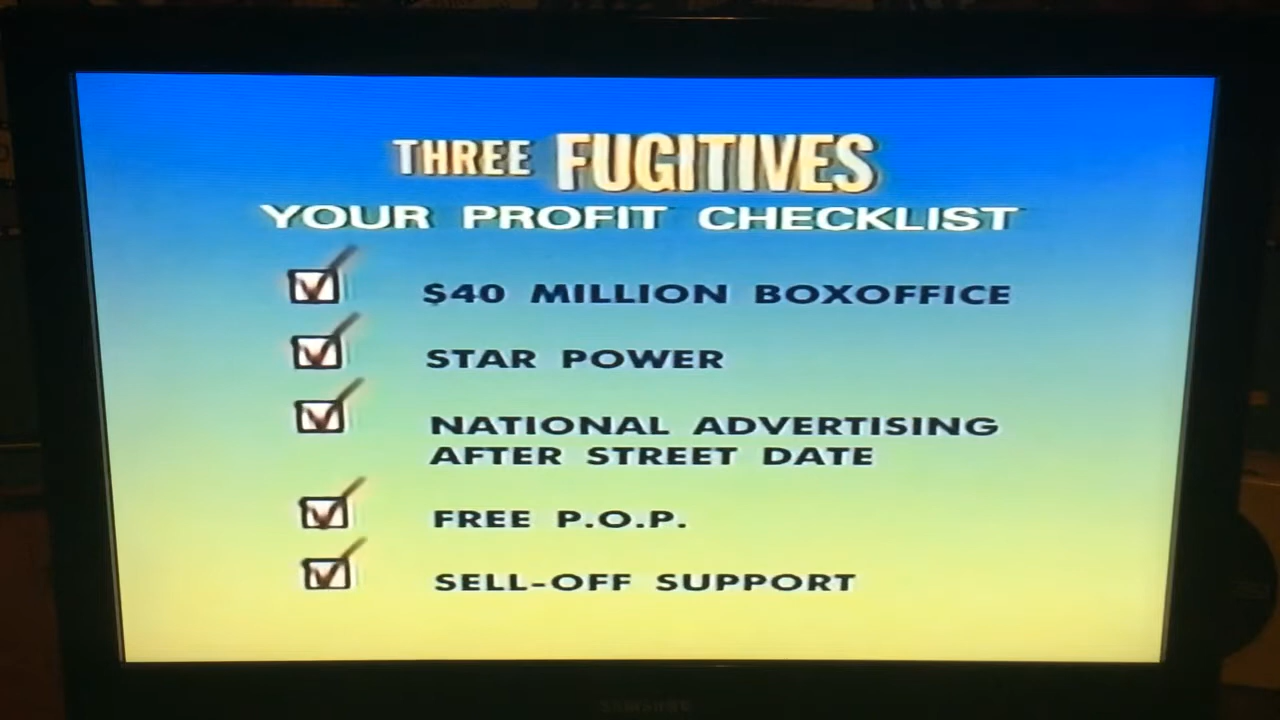 THREE FUGITIVES
YOUR PROFIT CHECKLIST
$40 MILLION BOXOFFICE
STAR POWER
NATIONAL ADVERTISING
AFTER STREET DATE
FREE P.O.P.
SELL-OFF SUPPORT
SAMSUNG